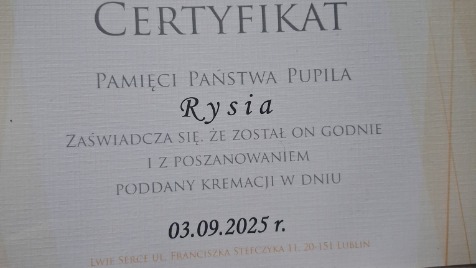 CERTYFIKAT
PAMIĘCI PAŃSTWA PUPILA
Rysia
ZAŚWIADCZA SIĘ, ŻE ZOSTAŁ ON GODNIE
I Z POSZANOWANIEM
PODDANY KREMACJI W DNIU
03.09.2025 r.
LWIE SERCE UL. FRANCISZKA STEFCZYKA 11, 20-151 LUBLIN